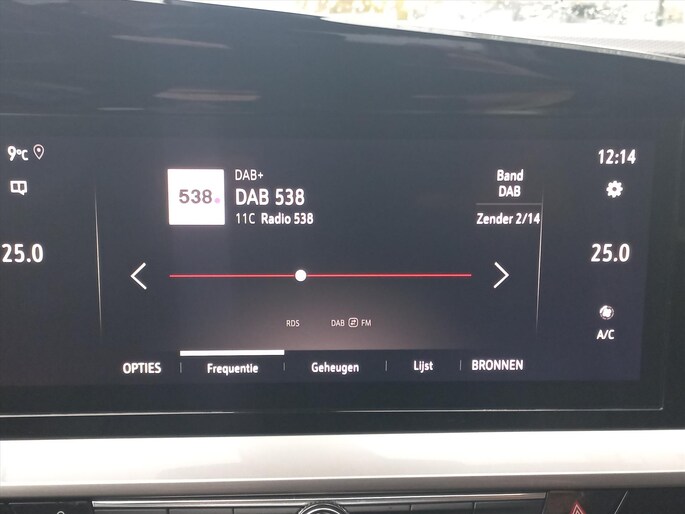 9°C
12:14
538
DAB+
DAB 538
11C Radio 538
Band
DAB
Zender 2/14
25.0
25.0
RDS
DAB FM
A/C
OPTIES
Frequentie
Geheugen
Lijst
BRONNEN